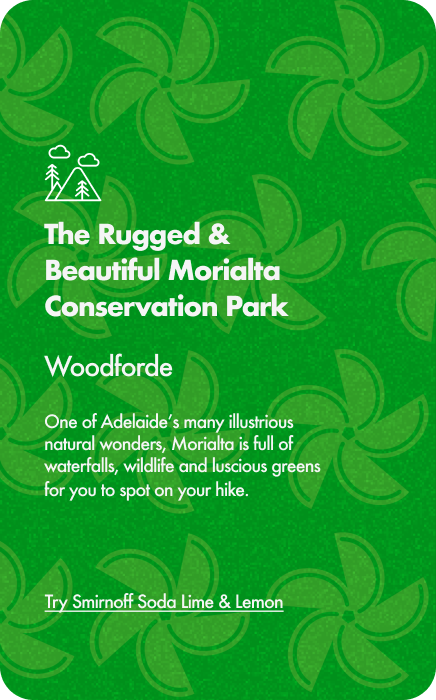 The Rugged &
Beautiful Morialta
Conservation Park
Woodforde
One of Adelaide's many illustrious
natural wonders, Morialta is full of
waterfalls, wildlife and luscious greens
for you to spot on your hike.
Try Smirnoff Soda Lime & Lemon